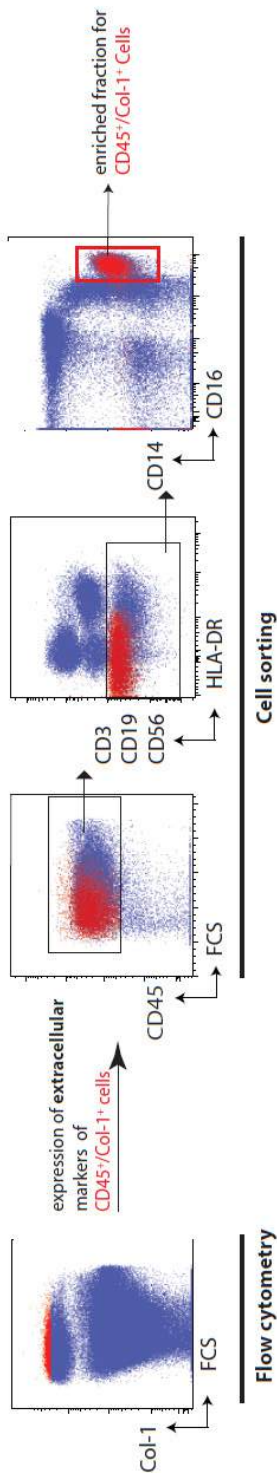 Col-1
FCS
Flow cytometry
expression of extracellular
markers of
CD45⁺/Col-1⁺ cells
CD45
FCS
CD3
CD19
CD56
HLA-DR
CD14
CD16
Cell sorting
enriched fraction for
CD45⁺/Col-1⁺ Cells